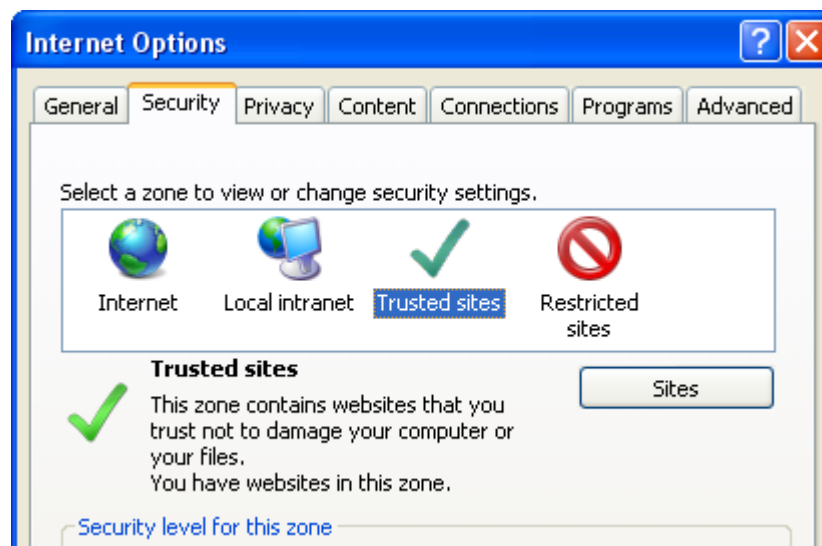 Internet Options
General Security Privacy Content Connections Programs Advanced
Select a zone to view or change security settings.
Internet Local intranet Trusted sites Restricted
sites
Trusted sites
Sites
This zone contains websites that you
trust not to damage your computer or
your files.
You have websites in this zone.
Security level for this zone